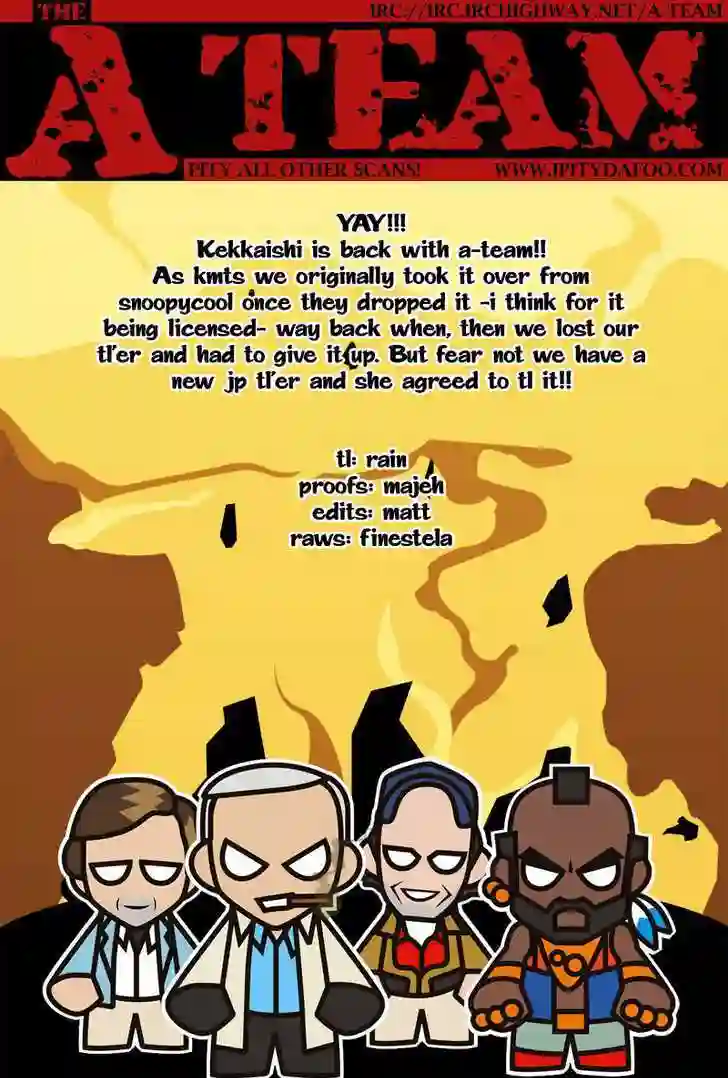 THE
IRC://IRC.IRCHIGHWAY.NET/A-TEAM
A TEAM
PITY ALL OTHER SCANS!
WWW.IPITYDAFOO.COM
YAY!!!
Kekkaishi is back with a-team!!
As kmts we originally took it over from
snoopycool once they dropped it -i think for it
being licensed- way back when, then we lost our
tl'er and had to give it up. But fear not we have a
new jp tl'er and she agreed to tl it!!
tl: rain
proofs: majeh
edits: matt
raws: finestela